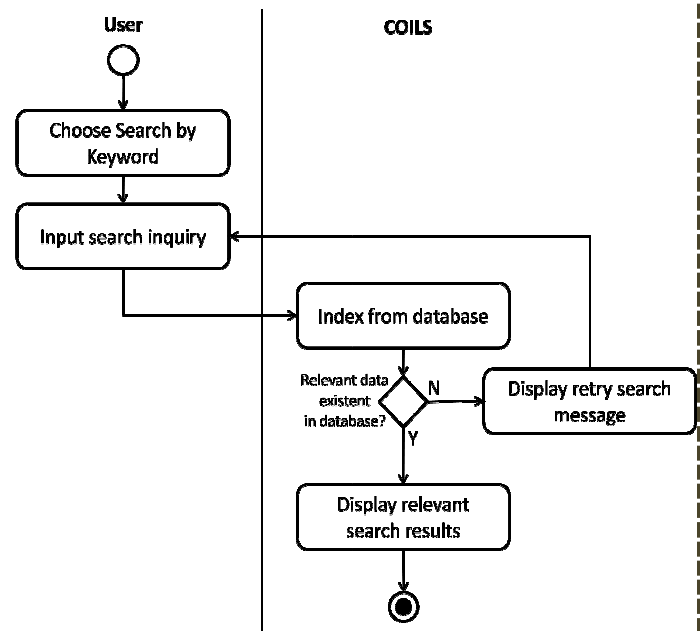 User
COILS
Choose Search by
Keyword
Input search inquiry
Index from database
Relevant data
existent
in database?
N
Display retry search
message
Y
Display relevant
search results